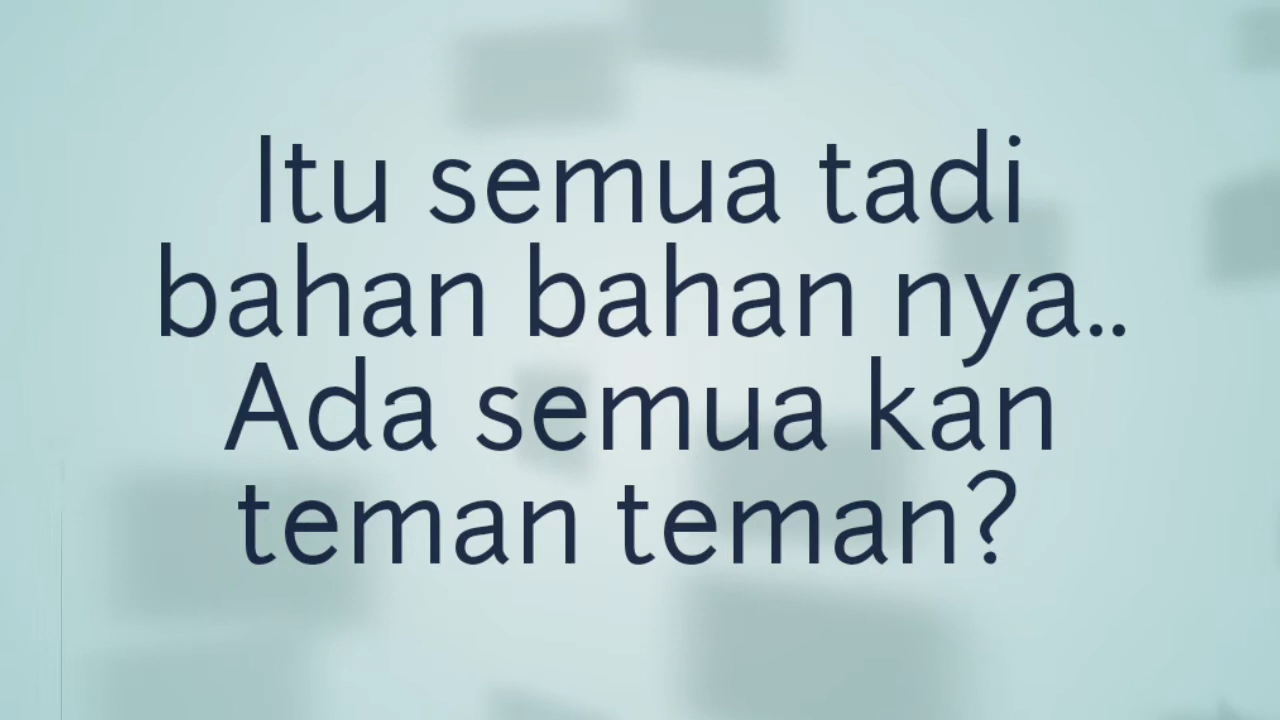 Itu semua tadi
bahan bahan nya..
Ada semua kan
teman teman?